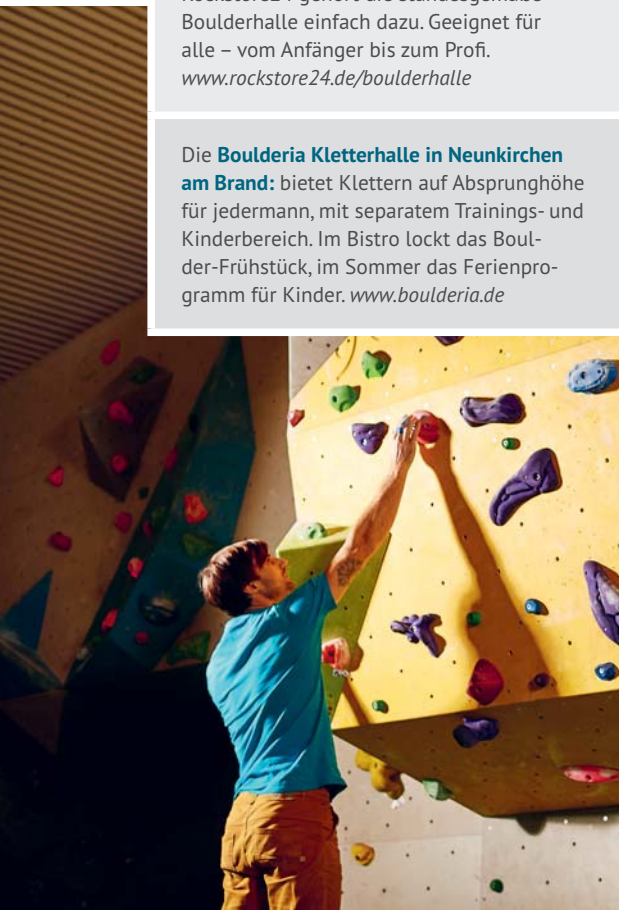 Boulderhalle einfach dazu. Geeignet für
alle – vom Anfänger bis zum Profi.
www.rockstore24.de/boulderhalle
Die Boulderia Kletterhalle in Neunkirchen
am Brand: bietet Klettern auf Absprunghöhe
für jedermann, mit separatem Trainings- und
Kinderbereich. Im Bistro lockt das Boul-
der-Frühstück, im Sommer das Ferienpro-
gramm für Kinder. www.boulderia.de